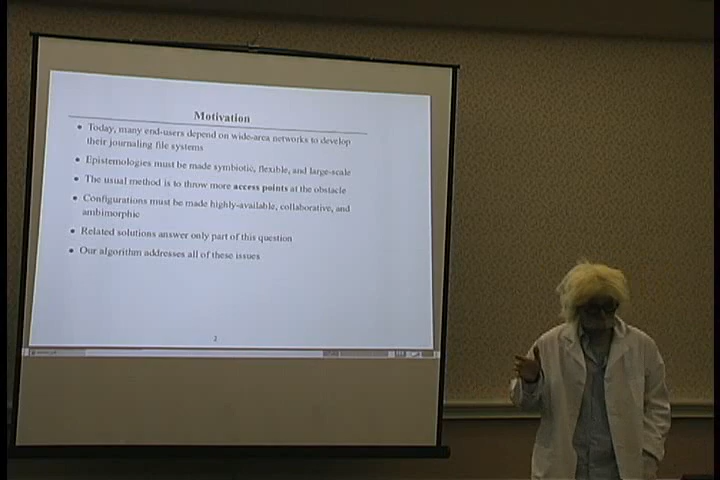 Motivation
• Today, many end-users depend on wide-area networks to develop
their journaling file systems
• Epistemologies must be made symbiotic, flexible, and large-scale
• The usual method is to throw more access points at the obstacle
• Configurations must be made highly-available, collaborative, and
ambimorphic
• Related solutions answer only part of this question
• Our algorithm addresses all of these issues
2